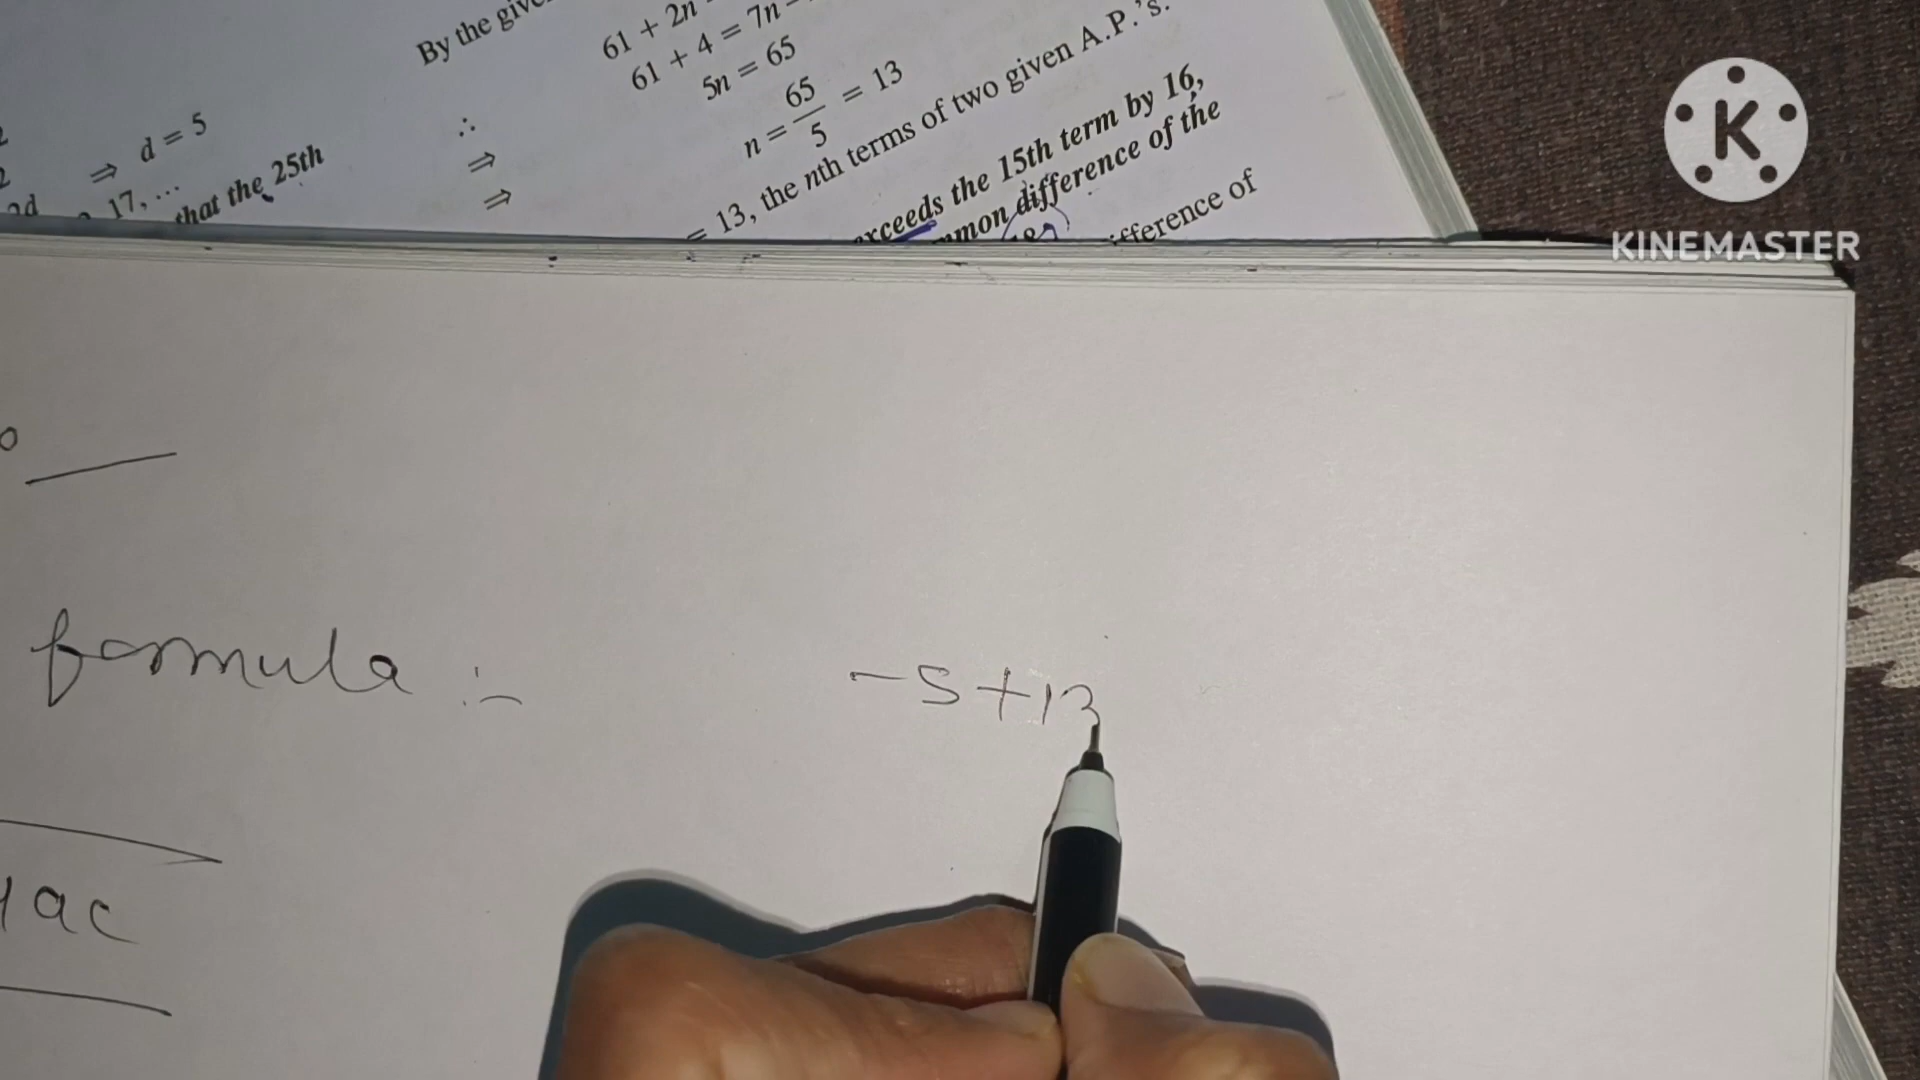 By the give
61 + 2n
61 + 4 = 7n
∴ 5n = 65
⇒ n = 65/5 = 13
⇒ = 13, the nth terms of two given A.P.'s.
exceeds the 15th term by 16,
mmon difference of the
ifference of
⇒ d = 5
17, ...
that the 25th
formula :-
-5+13
4ac
K
KINEMASTER